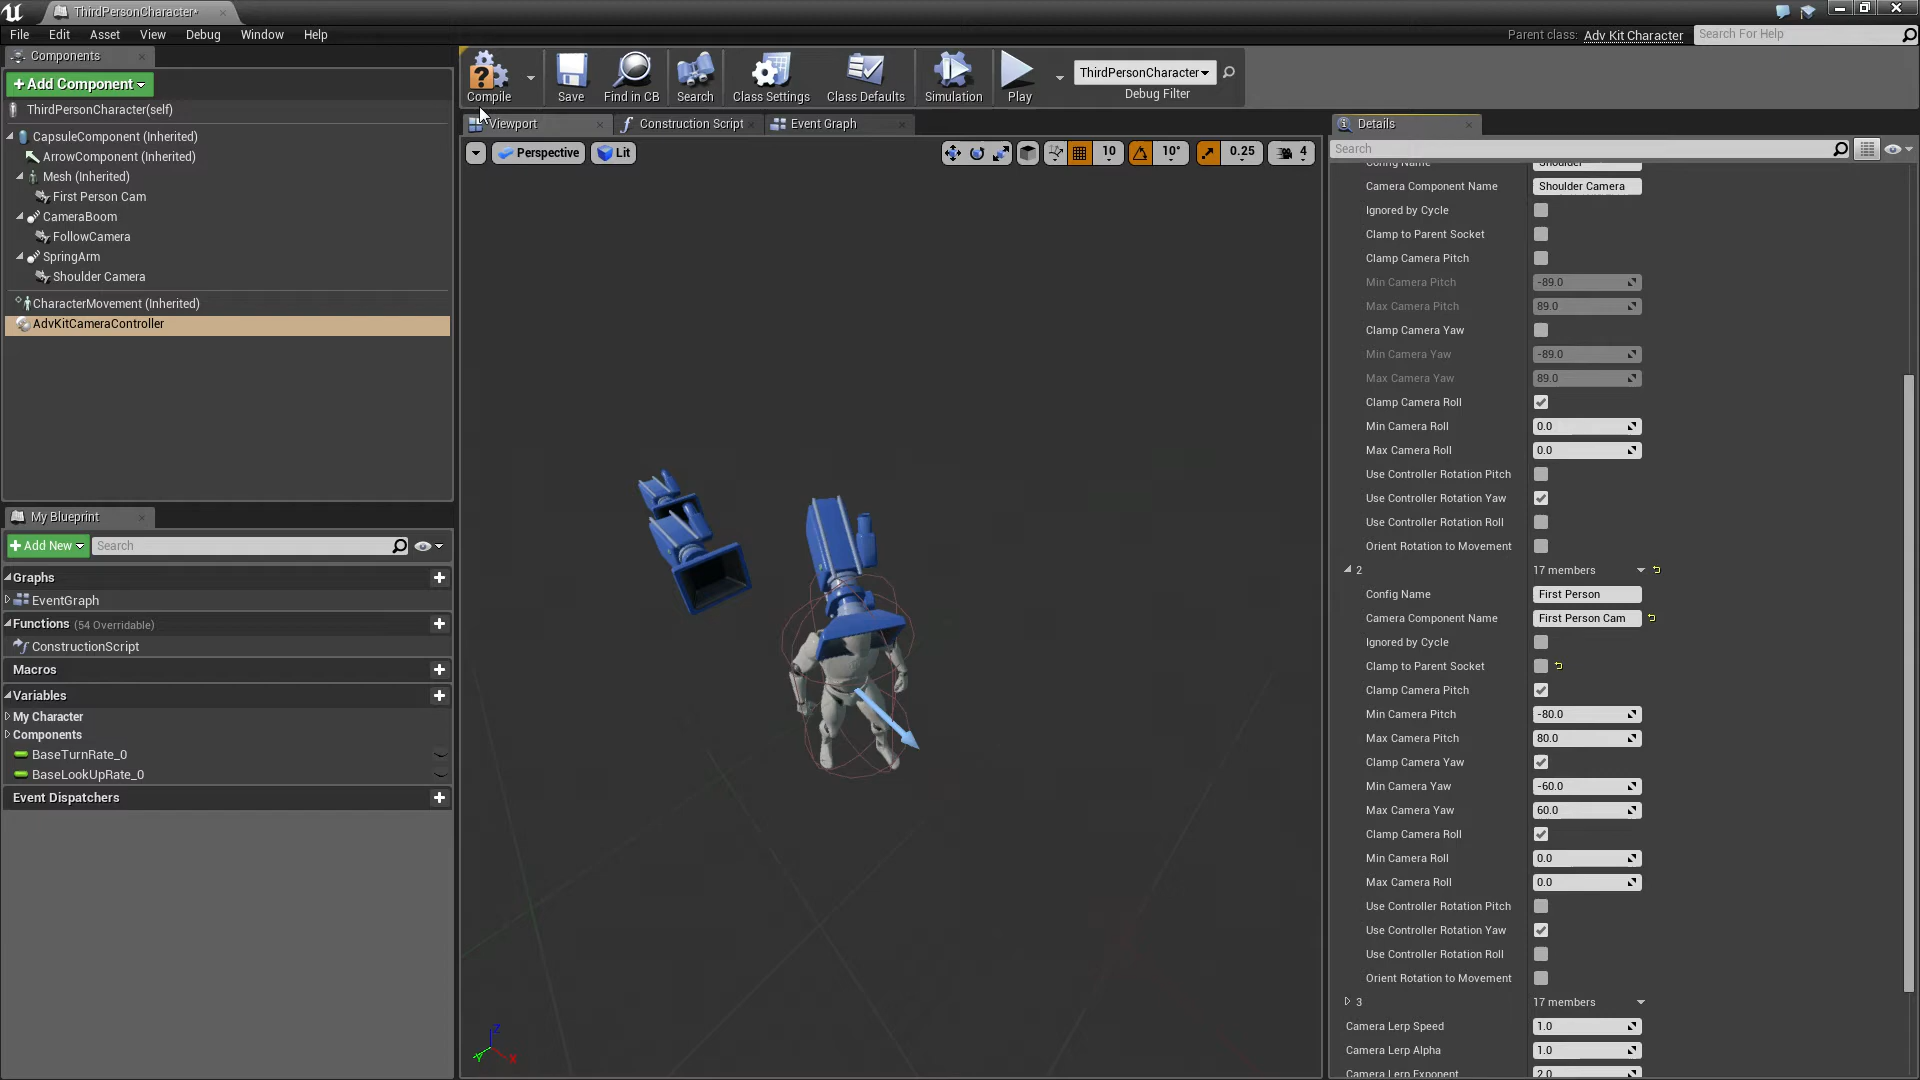 ThirdPersonCharacter*
File Edit Asset View Debug Window Help
Parent class: Adv Kit Character Search For Help
Components
+Add Component
ThirdPersonCharacter(self)
CapsuleComponent (Inherited)
ArrowComponent (Inherited)
Mesh (Inherited)
First Person Cam
CameraBoom
FollowCamera
SpringArm
Shoulder Camera
CharacterMovement (Inherited)
AdvKitCameraController
My Blueprint
+Add New Search
Graphs
EventGraph
Functions (54 Overridable)
ConstructionScript
Macros
Variables
My Character
Components
BaseTurnRate_0
BaseLookUpRate_0
Event Dispatchers
Compile Save Find in CB Search Class Settings Class Defaults Simulation Play
ThirdPersonCharacter
Debug Filter
Viewport Construction Script Event Graph
Perspective Lit 10 10° 0.25 4
Z
Y X
Details
Search
Config Name Shoulder
Camera Component Name Shoulder Camera
Ignored by Cycle
Clamp to Parent Socket
Clamp Camera Pitch
Min Camera Pitch -89.0
Max Camera Pitch 89.0
Clamp Camera Yaw
Min Camera Yaw -89.0
Max Camera Yaw 89.0
Clamp Camera Roll
Min Camera Roll 0.0
Max Camera Roll 0.0
Use Controller Rotation Pitch
Use Controller Rotation Yaw
Use Controller Rotation Roll
Orient Rotation to Movement
2 17 members
Config Name First Person
Camera Component Name First Person Cam
Ignored by Cycle
Clamp to Parent Socket
Clamp Camera Pitch
Min Camera Pitch -80.0
Max Camera Pitch 80.0
Clamp Camera Yaw
Min Camera Yaw -60.0
Max Camera Yaw 60.0
Clamp Camera Roll
Min Camera Roll 0.0
Max Camera Roll 0.0
Use Controller Rotation Pitch
Use Controller Rotation Yaw
Use Controller Rotation Roll
Orient Rotation to Movement
3 17 members
Camera Lerp Speed 1.0
Camera Lerp Alpha 1.0
Camera Lerp Exponent 2.0